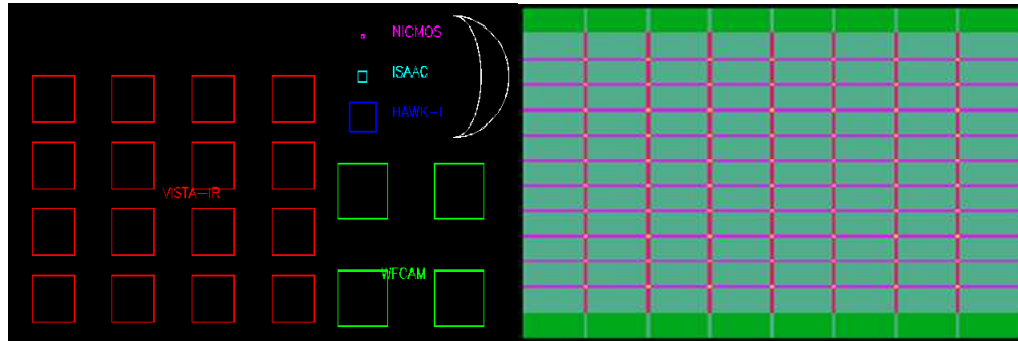 NICMOS
ISAAC
HAWK-I
VISTA-IR
WFCAM